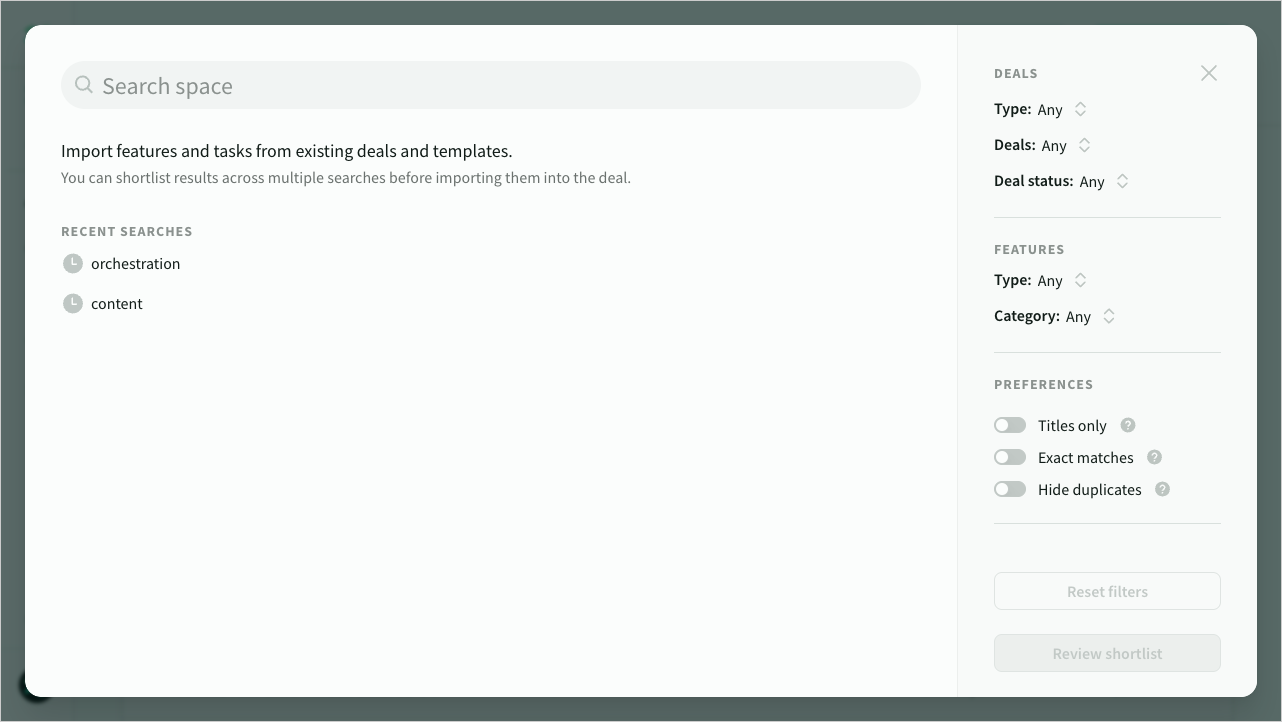 Search space
Import features and tasks from existing deals and templates.
You can shortlist results across multiple searches before importing them into the deal.
RECENT SEARCHES
orchestration
content
DEALS
Type: Any
Deals: Any
Deal status: Any
FEATURES
Type: Any
Category: Any
PREFERENCES
Titles only ?
Exact matches ?
Hide duplicates ?
Reset filters
Review shortlist